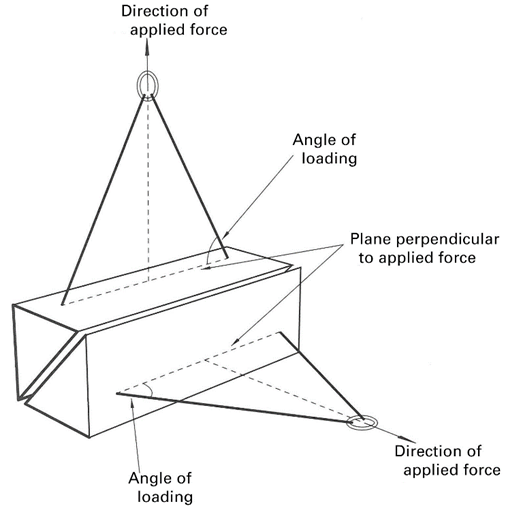 Direction of
applied force
Angle of
loading
Plane perpendicular
to applied force
Direction of
applied force
Angle of
loading